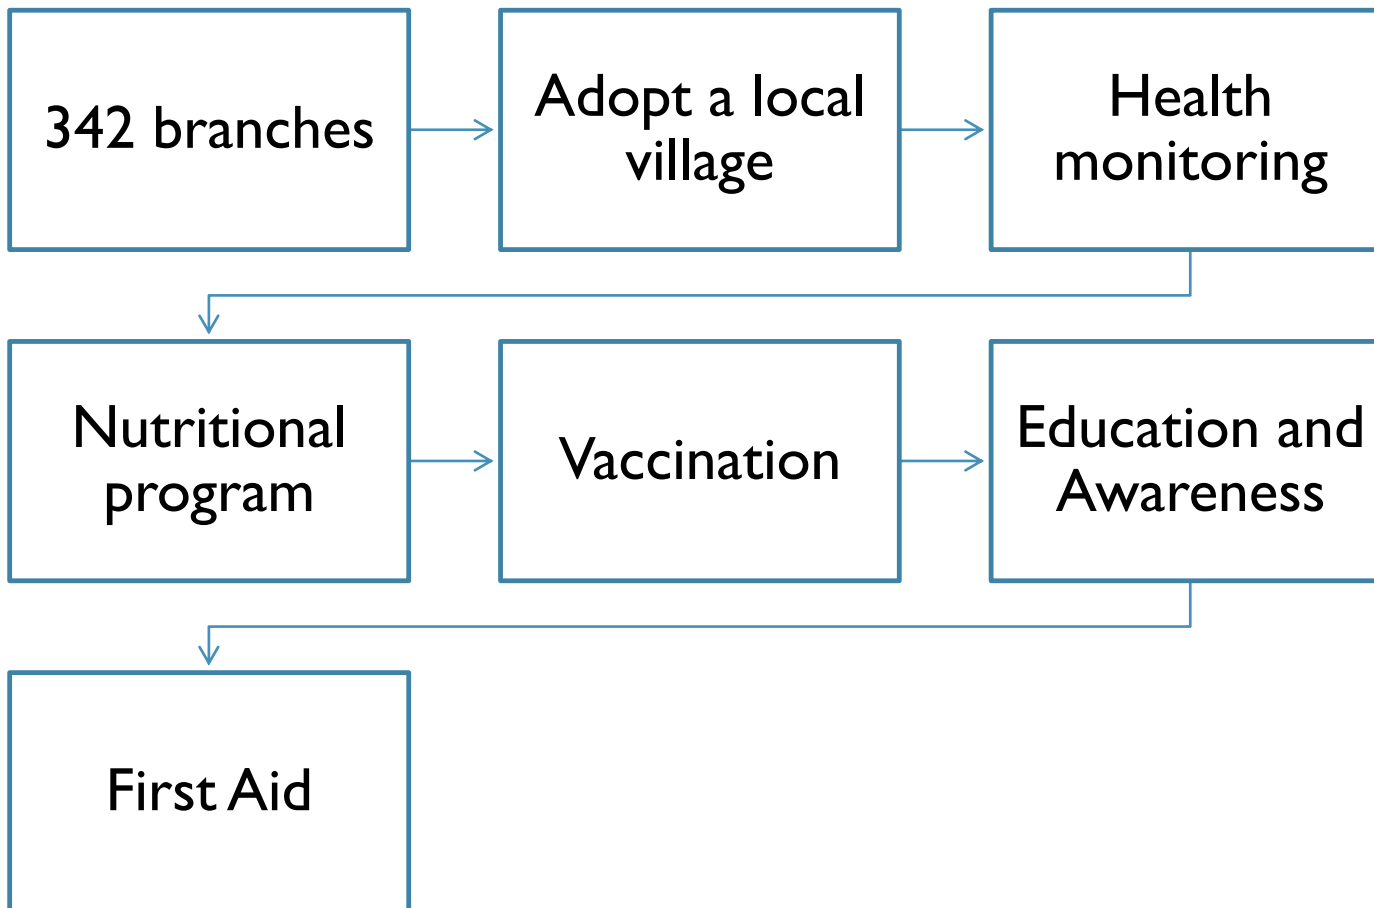 342 branches
Adopt a local
village
Health
monitoring
Nutritional
program
Vaccination
Education and
Awareness
First Aid